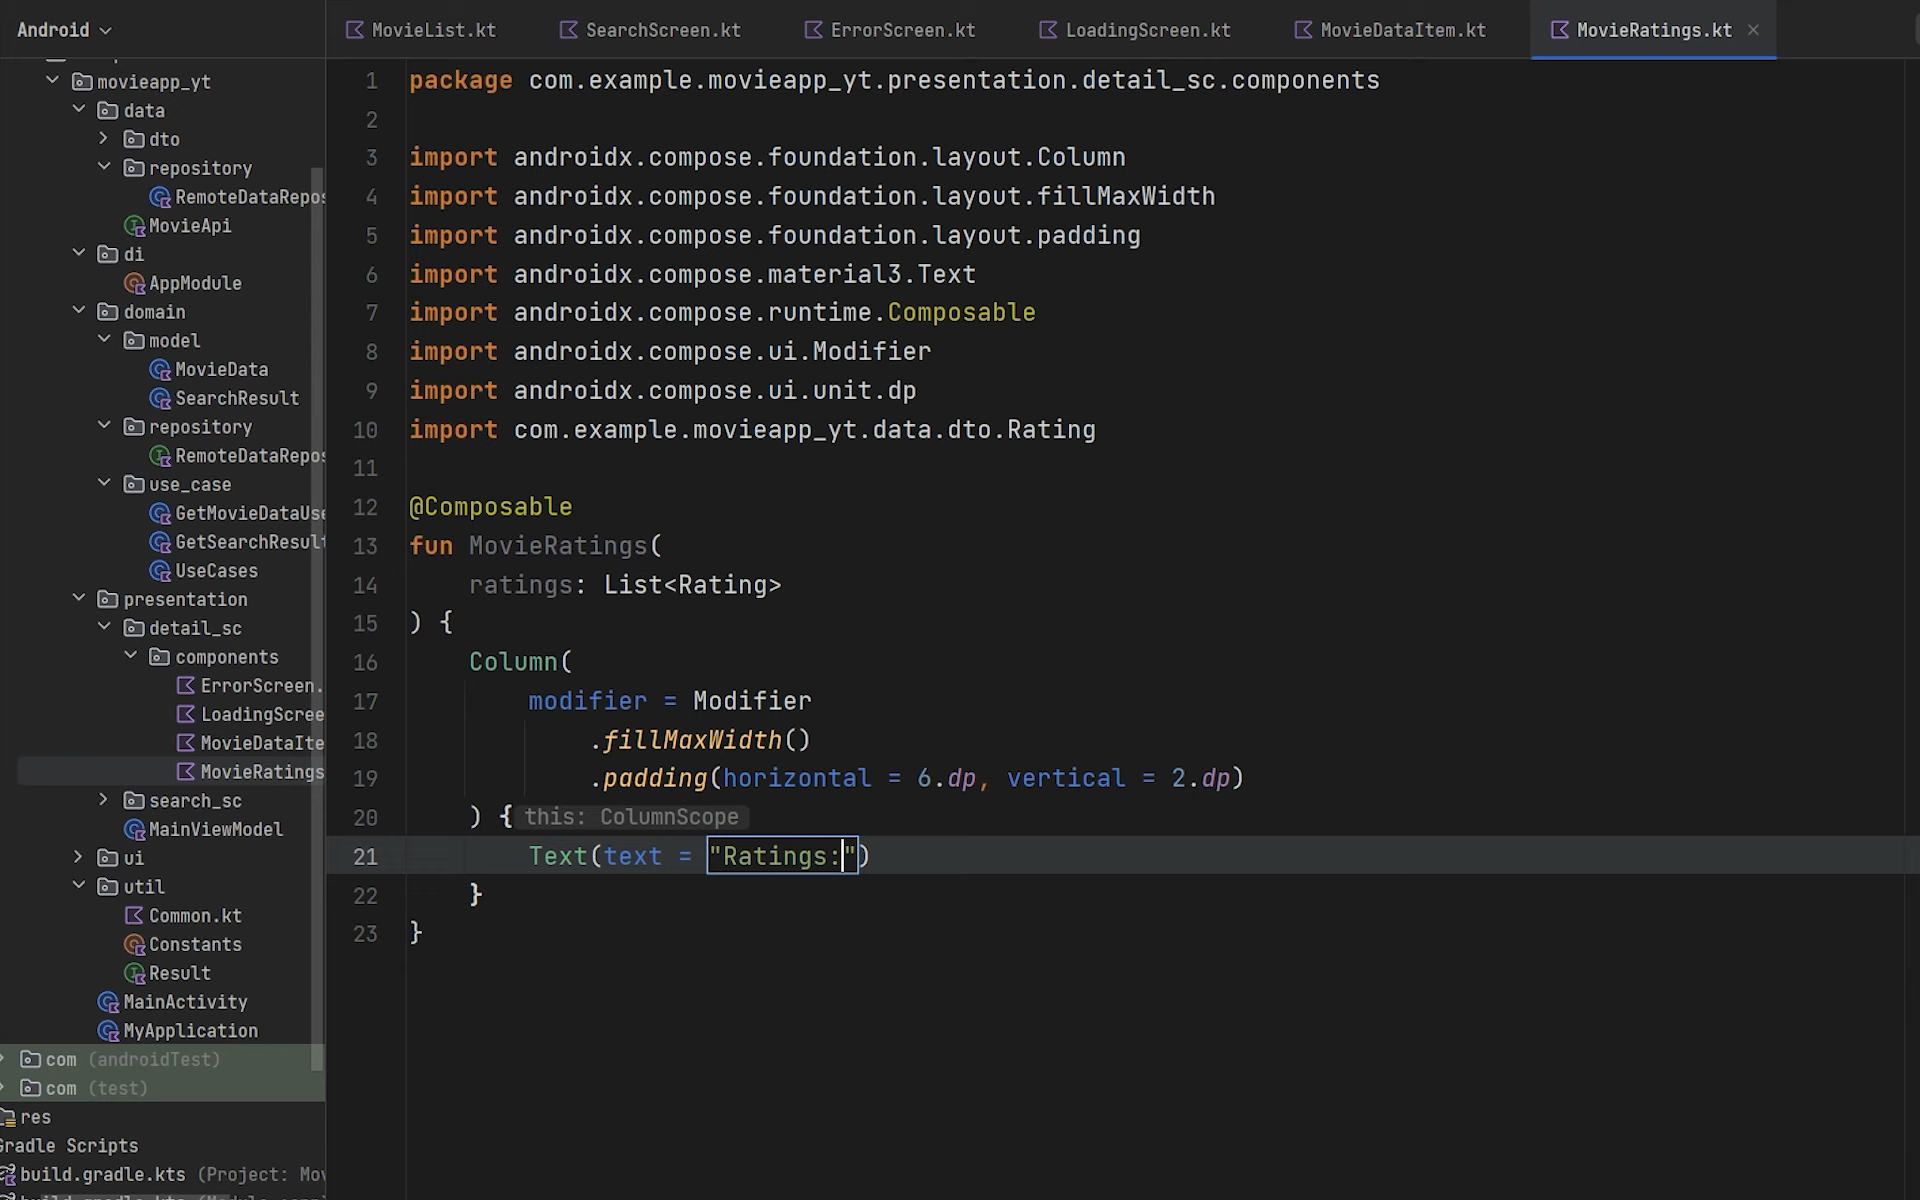 Android
movieapp_yt
data
dto
repository
RemoteDataRepos
MovieApi
di
AppModule
domain
model
MovieData
SearchResult
repository
RemoteDataRepos
use_case
GetMovieDataUse
GetSearchResult
UseCases
presentation
detail_sc
components
ErrorScreen.
LoadingScree
MovieDataIte
MovieRatings
search_sc
MainViewModel
ui
util
Common.kt
Constants
Result
MainActivity
MyApplication
com (androidTest)
com (test)
res
Gradle Scripts
build.gradle.kts (Project: Mov
MovieList.kt SearchScreen.kt ErrorScreen.kt LoadingScreen.kt MovieDataItem.kt MovieRatings.kt
1 package com.example.movieapp_yt.presentation.detail_sc.components
2
3 import androidx.compose.foundation.layout.Column
4 import androidx.compose.foundation.layout.fillMaxWidth
5 import androidx.compose.foundation.layout.padding
6 import androidx.compose.material3.Text
7 import androidx.compose.runtime.Composable
8 import androidx.compose.ui.Modifier
9 import androidx.compose.ui.unit.dp
10 import com.example.movieapp_yt.data.dto.Rating
11
12 @Composable
13 fun MovieRatings(
14 ratings: List<Rating>
15 ) {
16 Column(
17 modifier = Modifier
18 .fillMaxWidth()
19 .padding(horizontal = 6.dp, vertical = 2.dp)
20 ) { this: ColumnScope
21 Text(text = "Ratings:")
22 }
23 }